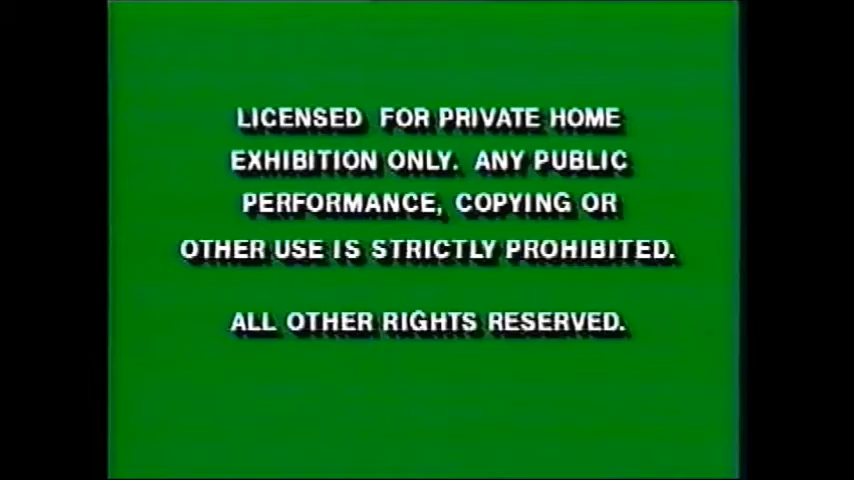 LICENSED FOR PRIVATE HOME
EXHIBITION ONLY. ANY PUBLIC
PERFORMANCE, COPYING OR
OTHER USE IS STRICTLY PROHIBITED.
ALL OTHER RIGHTS RESERVED.